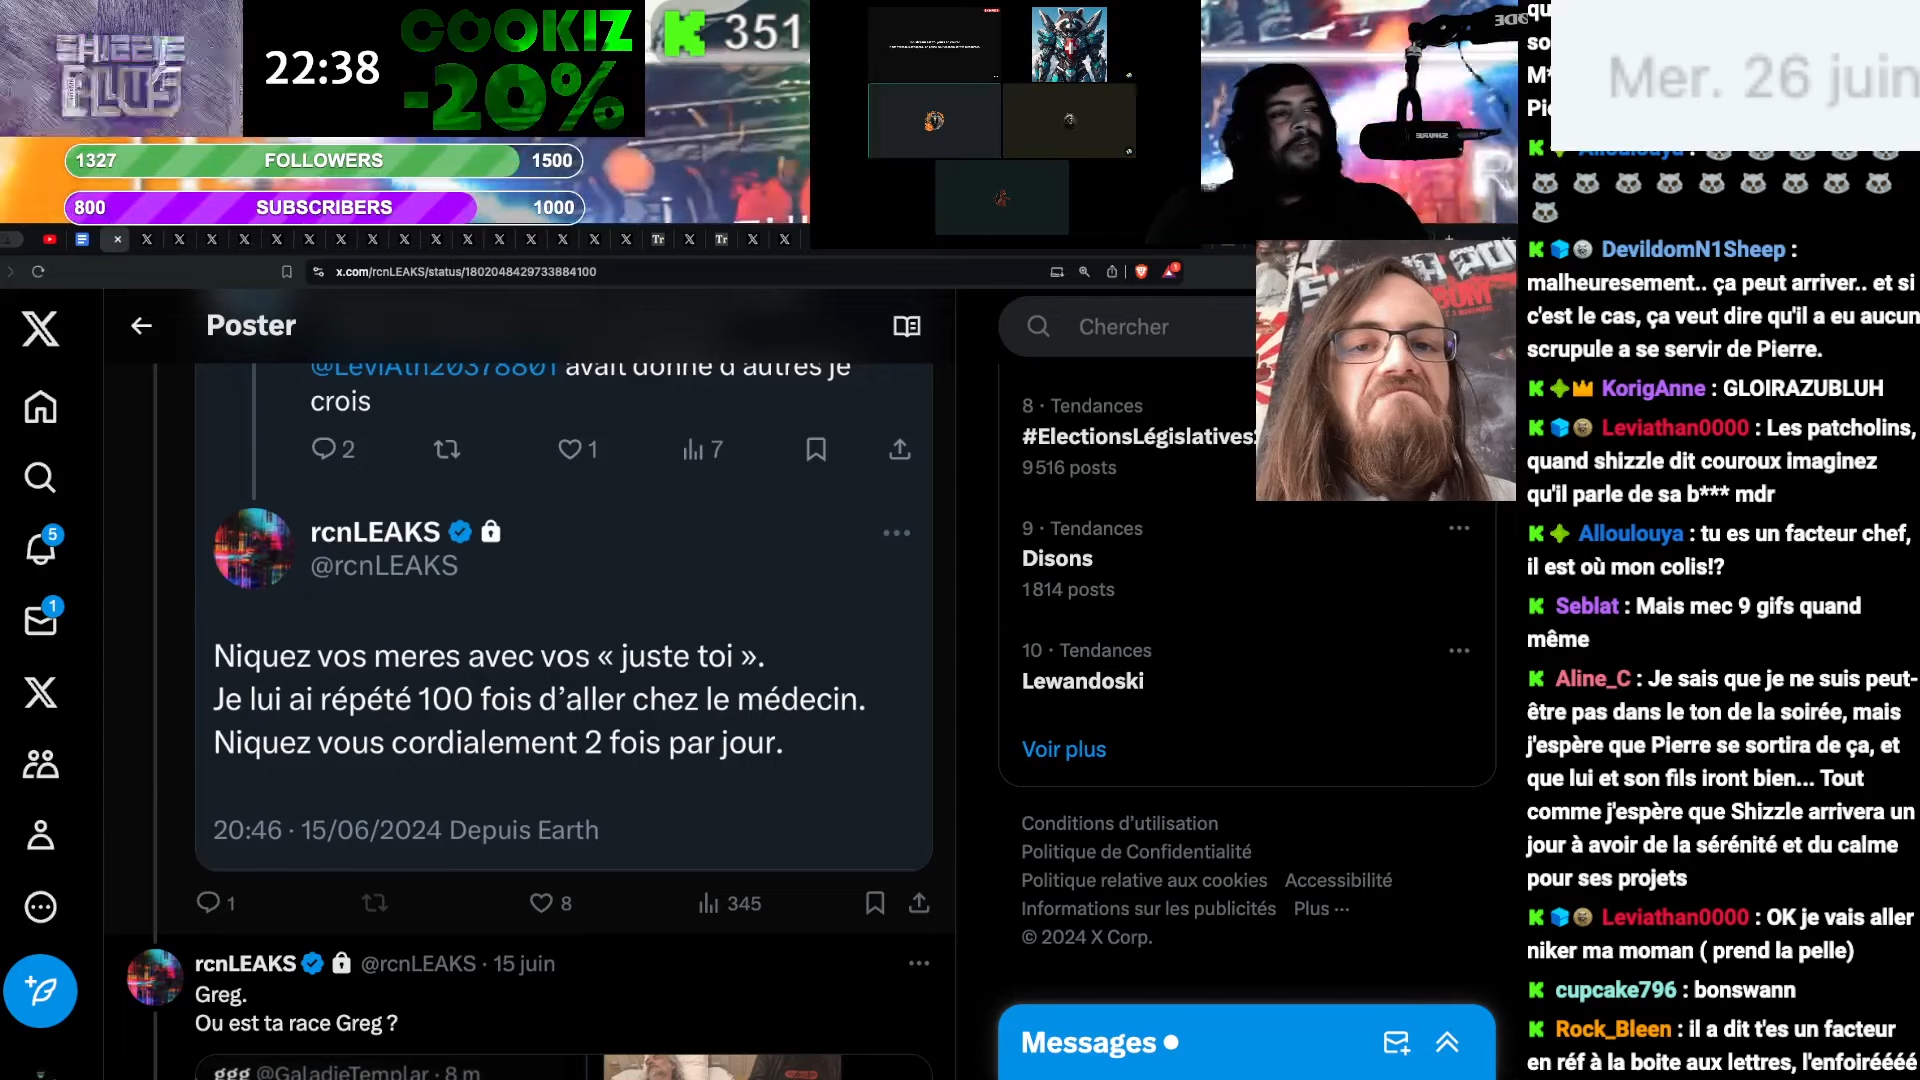 SHIZZLE
PLUS
22:38
COOKIZ
-20%
351
1327 FOLLOWERS 1500
800 SUBSCRIBERS 1000
x.com/rcnLEAKS/status/1802048429733884100
Poster
@LeviAth20378801 avait donné d'autres je
crois
2 1 7
rcnLEAKS
@rcnLEAKS
Niquez vos meres avec vos « juste toi ».
Je lui ai répété 100 fois d’aller chez le médecin.
Niquez vous cordialement 2 fois par jour.
20:46 · 15/06/2024 Depuis Earth
1 8 345
rcnLEAKS @rcnLEAKS · 15 juin
Greg.
Ou est ta race Greg ?
ggg @GaladieTemplar · 8 m
5
1
Chercher
8 · Tendances
#ElectionsLégislatives
9 516 posts
9 · Tendances
Disons
1 814 posts
10 · Tendances
Lewandoski
Voir plus
Conditions d’utilisation
Politique de Confidentialité
Politique relative aux cookies Accessibilité
Informations sur les publicités Plus ···
© 2024 X Corp.
Messages
Mer. 26 juin
Alloulouya :
DevildomN1Sheep :
malheuresement.. ça peut arriver.. et si
c'est le cas, ça veut dire qu'il a eu aucun
scrupule a se servir de Pierre.
KorigAnne : GLOIRAZUBLUH
Leviathan0000 : Les patcholins,
quand shizzle dit couroux imaginez
qu'il parle de sa b*** mdr
Alloulouya : tu es un facteur chef,
il est où mon colis!?
Seblat : Mais mec 9 gifs quand
même
Aline_C : Je sais que je ne suis peut-
être pas dans le ton de la soirée, mais
j'espère que Pierre se sortira de ça, et
que lui et son fils iront bien... Tout
comme j'espère que Shizzle arrivera un
jour à avoir de la sérénité et du calme
pour ses projets
Leviathan0000 : OK je vais aller
niker ma moman ( prend la pelle)
cupcake796 : bonswann
Rock_Bleen : il a dit t'es un facteur
en réf à la boite aux lettres, l'enfoiréééé